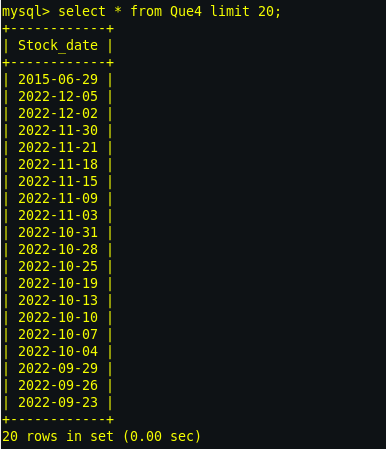 mysql> select * from Que4 limit 20;
+------------+
| Stock_date |
+------------+
| 2015-06-29 |
| 2022-12-05 |
| 2022-12-02 |
| 2022-11-30 |
| 2022-11-21 |
| 2022-11-18 |
| 2022-11-15 |
| 2022-11-09 |
| 2022-11-03 |
| 2022-10-31 |
| 2022-10-28 |
| 2022-10-25 |
| 2022-10-19 |
| 2022-10-13 |
| 2022-10-10 |
| 2022-10-07 |
| 2022-10-04 |
| 2022-09-29 |
| 2022-09-26 |
| 2022-09-23 |
+------------+
20 rows in set (0.00 sec)